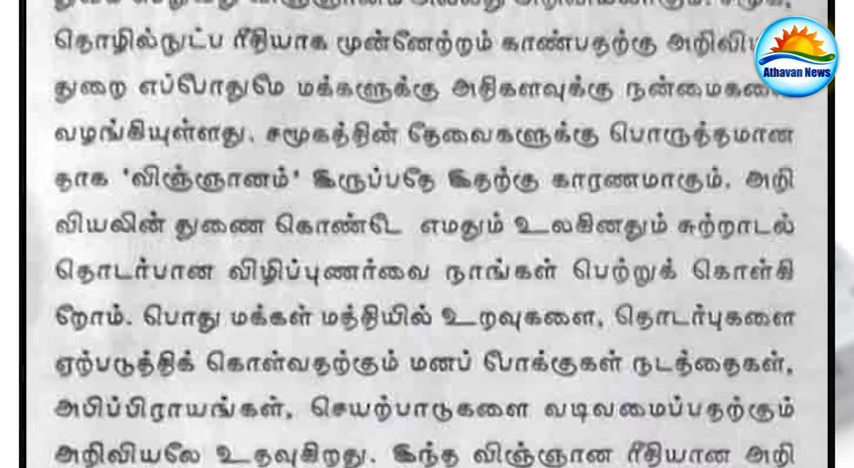 தொழில்நுட்ப ரீதியாக முன்னேற்றம் காண்பதற்கு
Athavan News
துறை எப்போதுமே மக்களுக்கு அதிகளவுக்கு
வழங்கியுள்ளது. சமூகத்தின் தேவைகளுக்கு பொருத்தமான
தாக 'விஞ்ஞானம்' இருப்பதே இதற்கு காரணமாகும். அறி
வியலின் துணை கொண்டே எமதும் உலகினதும் சுற்றாடல்
தொடர்பான விழிப்புணர்வை நாங்கள் பெற்றுக் கொள்கி
றோம். பொது மக்கள் மத்தியில் உறவுகளை, தொடர்புகளை
ஏற்படுத்திக் கொள்வதற்கும் மனப் போக்குகள் நடத்தைகள்,
அபிப்பிராயங்கள், செயற்பாடுகளை வடிவமைப்பதற்கும்
அறிவியலே உதவுகிறது. இந்த விஞ்ஞான ரீதியான அறி